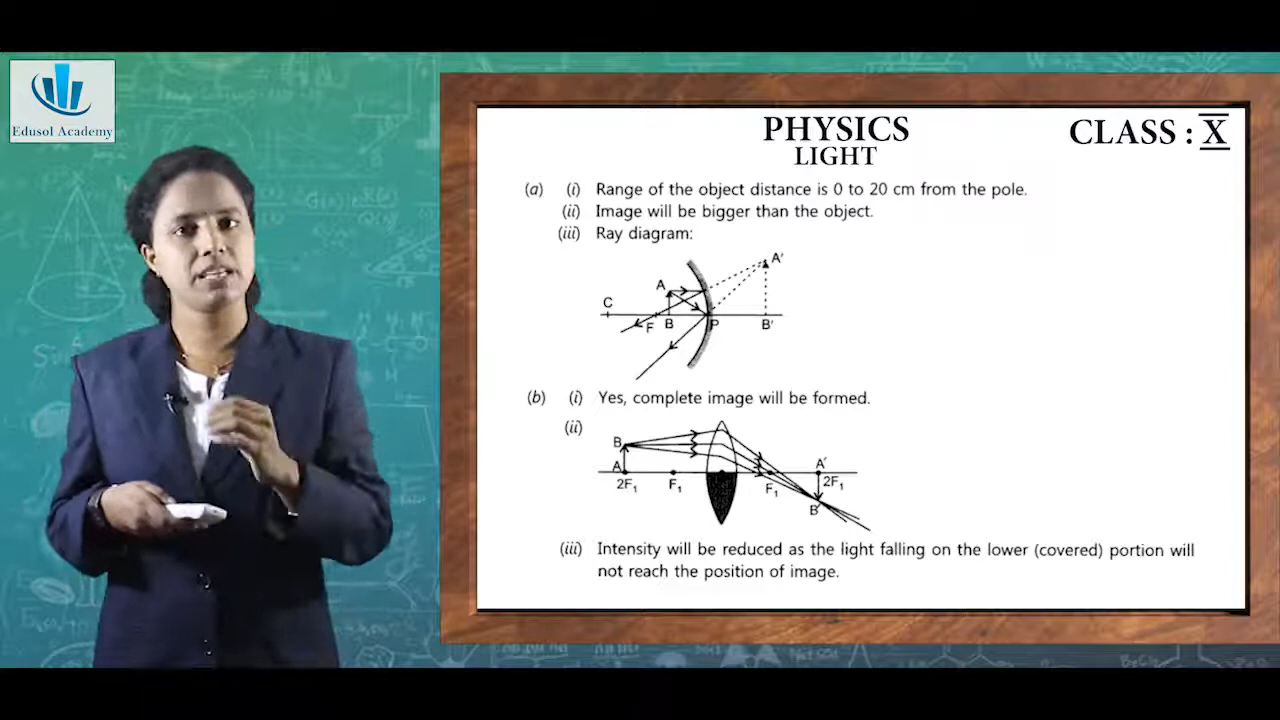 Edusol Academy
PHYSICS
LIGHT
CLASS : X
(a) (i) Range of the object distance is 0 to 20 cm from the pole.
(ii) Image will be bigger than the object.
(iii) Ray diagram:
A'
A
C
F B P B'
(b) (i) Yes, complete image will be formed.
(ii)
B
A A'
2F₁ F₁ F₁ 2F₁
B'
(iii) Intensity will be reduced as the light falling on the lower (covered) portion will
not reach the position of image.